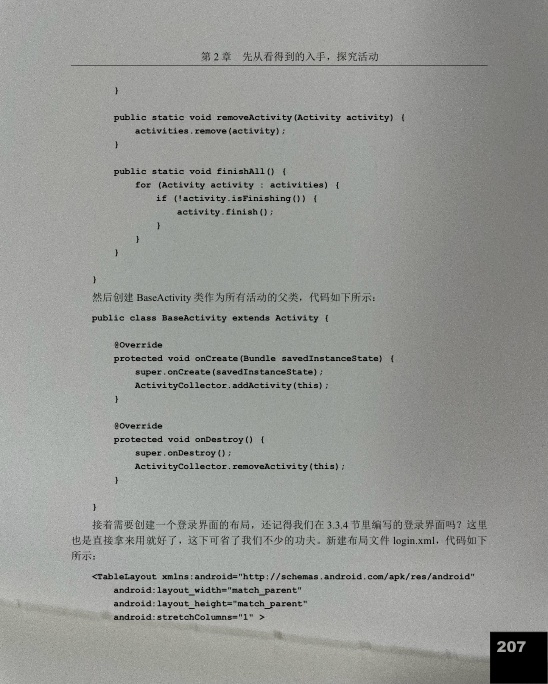 第 2 章　先从看得到的入手，探究活动
}
public static void removeActivity(Activity activity) {
activities.remove(activity);
}
public static void finishAll() {
for (Activity activity : activities) {
if (!activity.isFinishing()) {
activity.finish();
}
}
}
}
然后创建 BaseActivity 类作为所有活动的父类，代码如下所示：
public class BaseActivity extends Activity {
@Override
protected void onCreate(Bundle savedInstanceState) {
super.onCreate(savedInstanceState);
ActivityCollector.addActivity(this);
}
@Override
protected void onDestroy() {
super.onDestroy();
ActivityCollector.removeActivity(this);
}
}
接着需要创建一个登录界面的布局，还记得我们在 3.3.4 节里编写的登录界面吗？这里
也是直接拿来用就好了，这下可省了我们不少的功夫。新建布局文件 login.xml，代码如下
所示：
<TableLayout xmlns:android="http://schemas.android.com/apk/res/android"
android:layout_width="match_parent"
android:layout_height="match_parent"
android:stretchColumns="1" >
207